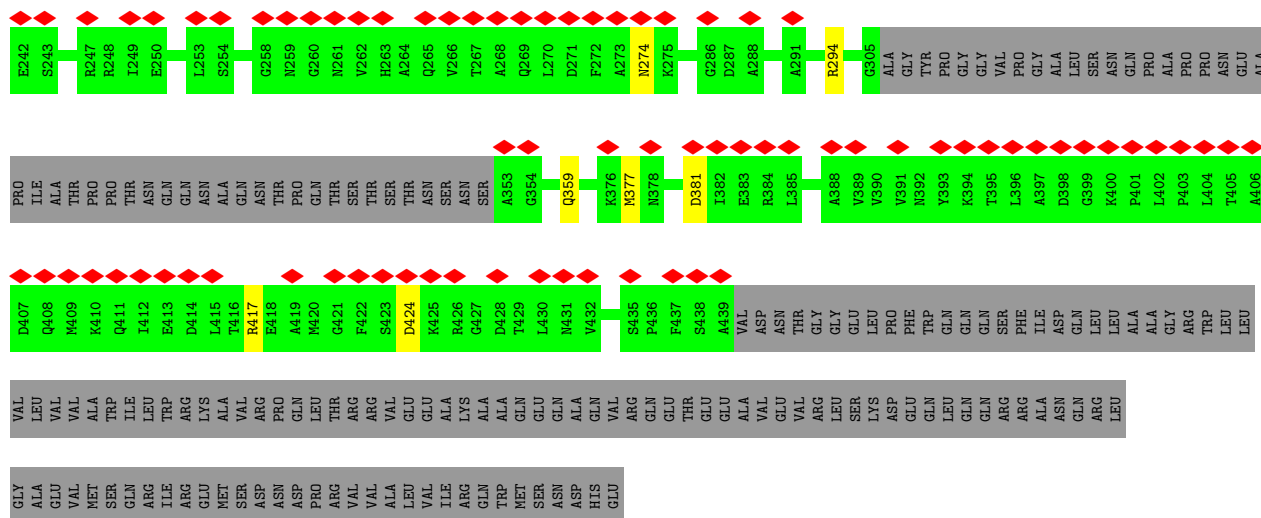 E242 S243 R247 R248 I249 E250 L253 S254 G258 N259 G260 N261 V262 H263 A264 Q265 V266 T267 A268 Q269 L270 D271 F272 A273 N274 K275 G286 D287 A288 A291 R294 G305 ALA GLY TYR PRO GLY GLY VAL PRO GLY ALA LEU SER ASN GLN PRO ALA PRO PRO ASN GLU ALA
PRO ILE ALA THR PRO PRO THR ASN GLN GLN ASN ALA GLN ASN THR PRO GLN THR SER THR SER THR ASN SER ASN SER A353 G354 Q359 K376 M377 N378 D381 I382 E383 R384 L385 A388 V389 V390 V391 N392 Y393 K394 T395 L396 A397 D398 G399 K400 P401 L402 P403 L404 T405 A406
D407 Q408 M409 K410 Q411 I412 E413 D414 L415 T416 R417 E418 A419 M420 G421 F422 S423 D424 K425 R426 G427 D428 T429 L430 N431 V432 S435 P436 F437 S438 A439 VAL ASP ASN THR GLY GLY GLU LEU PRO PHE TRP GLN GLN GLN SER PHE ILE ASP GLN LEU LEU ALA ALA GLY ARG TRP LEU LEU
VAL LEU VAL VAL ALA TRP ILE LEU TRP ARG LYS ALA VAL ARG PRO GLN LEU THR ARG ARG VAL GLU GLU ALA LYS ALA ALA GLN GLU GLN ALA GLN VAL ARG GLN GLU THR GLU GLU ALA VAL GLU VAL ARG LEU SER LYS ASP GLU GLN LEU GLN GLN ARG ARG ALA ASN GLN ARG LEU
GLY ALA GLU VAL MET SER GLN ARG ILE ARG GLU MET SER ASP ASN ASP PRO ARG VAL VAL ALA LEU VAL ILE ARG GLN TRP MET SER ASN ASP HIS GLU